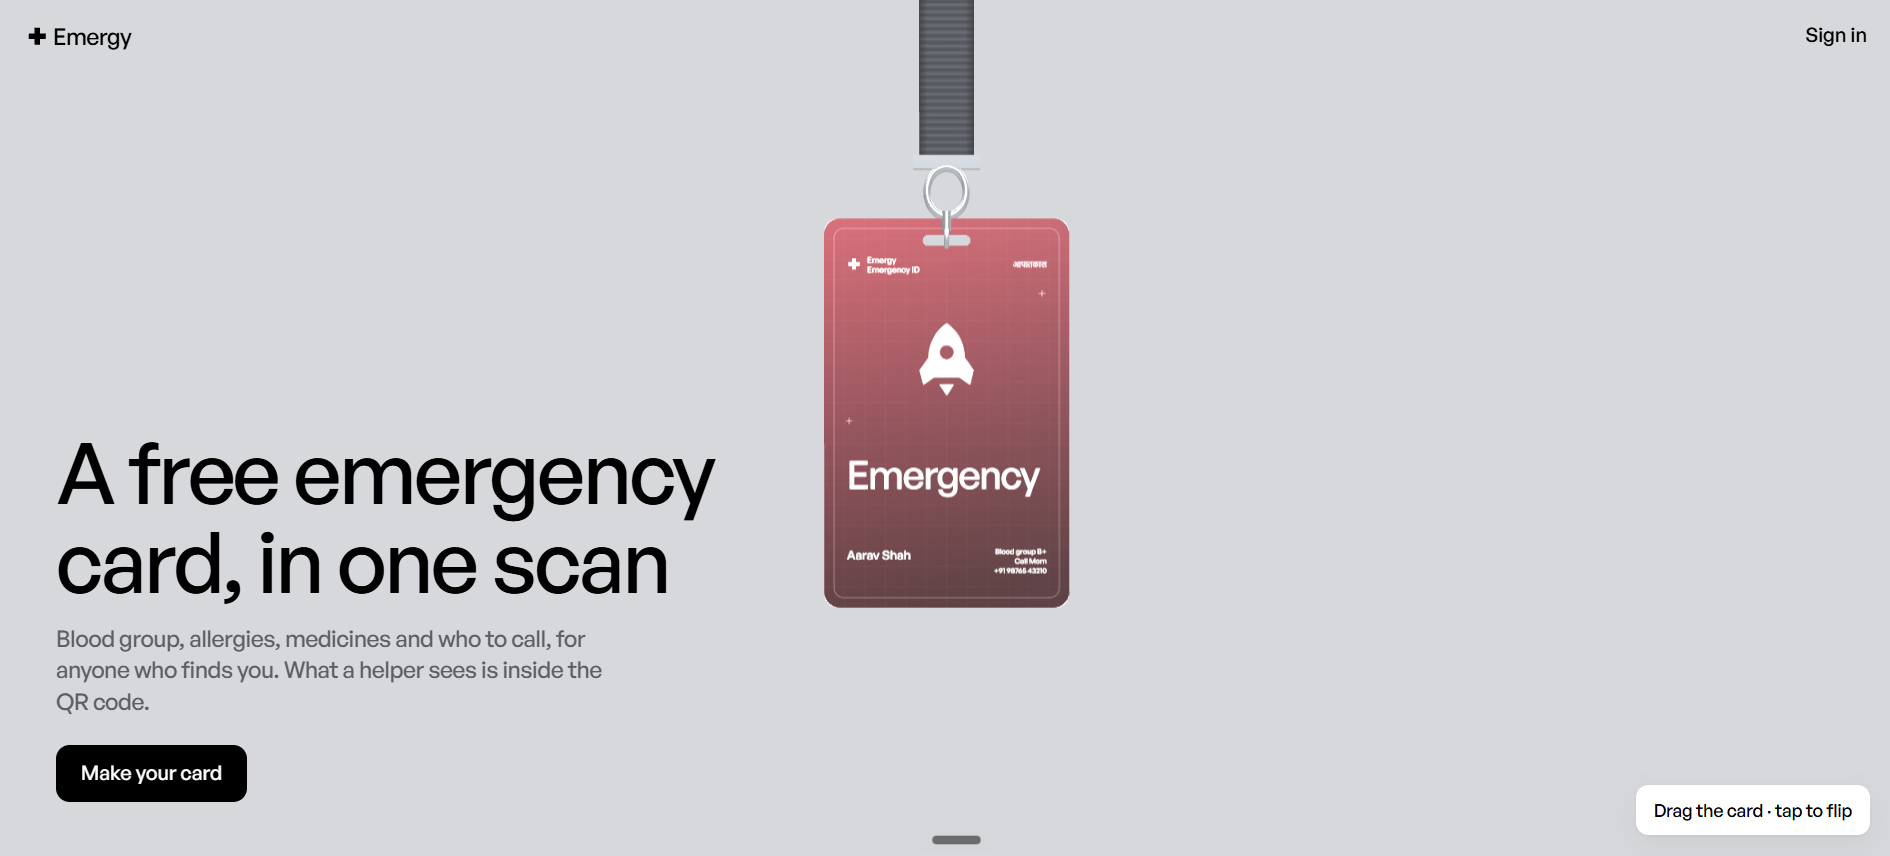 Emergy
Sign in
Emergy
Emergency ID
आपातकाल
Emergency
Aarav Shah
Blood group B+
Call Mom
+91 98765 43210
A free emergency
card, in one scan
Blood group, allergies, medicines and who to call, for
anyone who finds you. What a helper sees is inside the
QR code.
Make your card
Drag the card · tap to flip